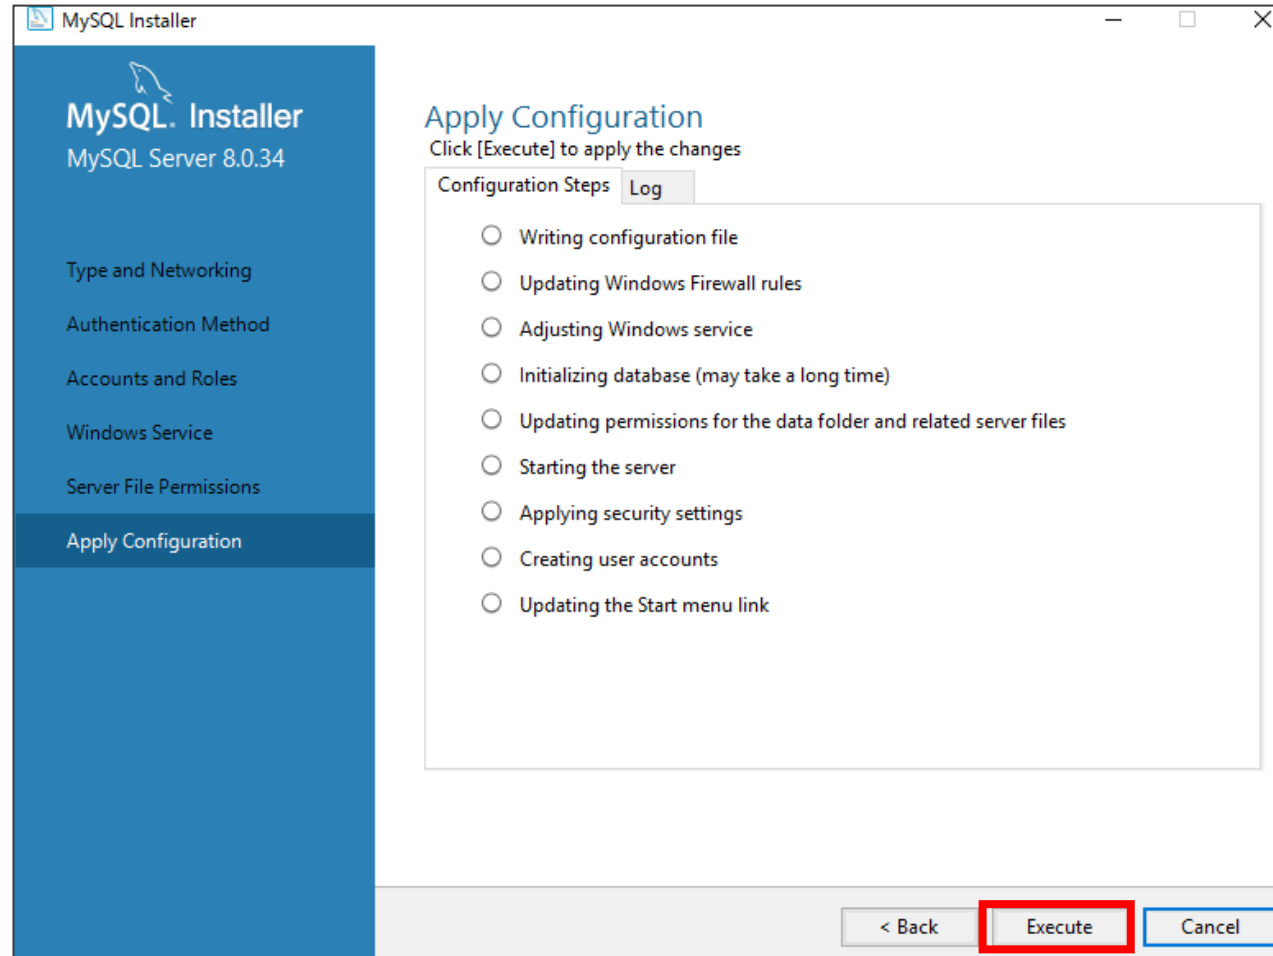 MySQL Installer
MySQL. Installer
MySQL Server 8.0.34
Type and Networking
Authentication Method
Accounts and Roles
Windows Service
Server File Permissions
Apply Configuration
Apply Configuration
Click [Execute] to apply the changes
Configuration Steps Log
Writing configuration file
Updating Windows Firewall rules
Adjusting Windows service
Initializing database (may take a long time)
Updating permissions for the data folder and related server files
Starting the server
Applying security settings
Creating user accounts
Updating the Start menu link
< Back Execute Cancel